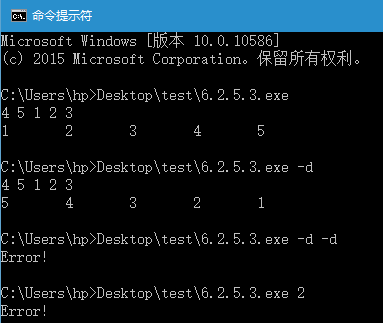 命令提示符
Microsoft Windows [版本 10.0.10586]
(c) 2015 Microsoft Corporation。保留所有权利。
C:\Users\hp>Desktop\test\6.2.5.3.exe
4 5 1 2 3
1 2 3 4 5
C:\Users\hp>Desktop\test\6.2.5.3.exe -d
4 5 1 2 3
5 4 3 2 1
C:\Users\hp>Desktop\test\6.2.5.3.exe -d -d
Error!
C:\Users\hp>Desktop\test\6.2.5.3.exe 2
Error!